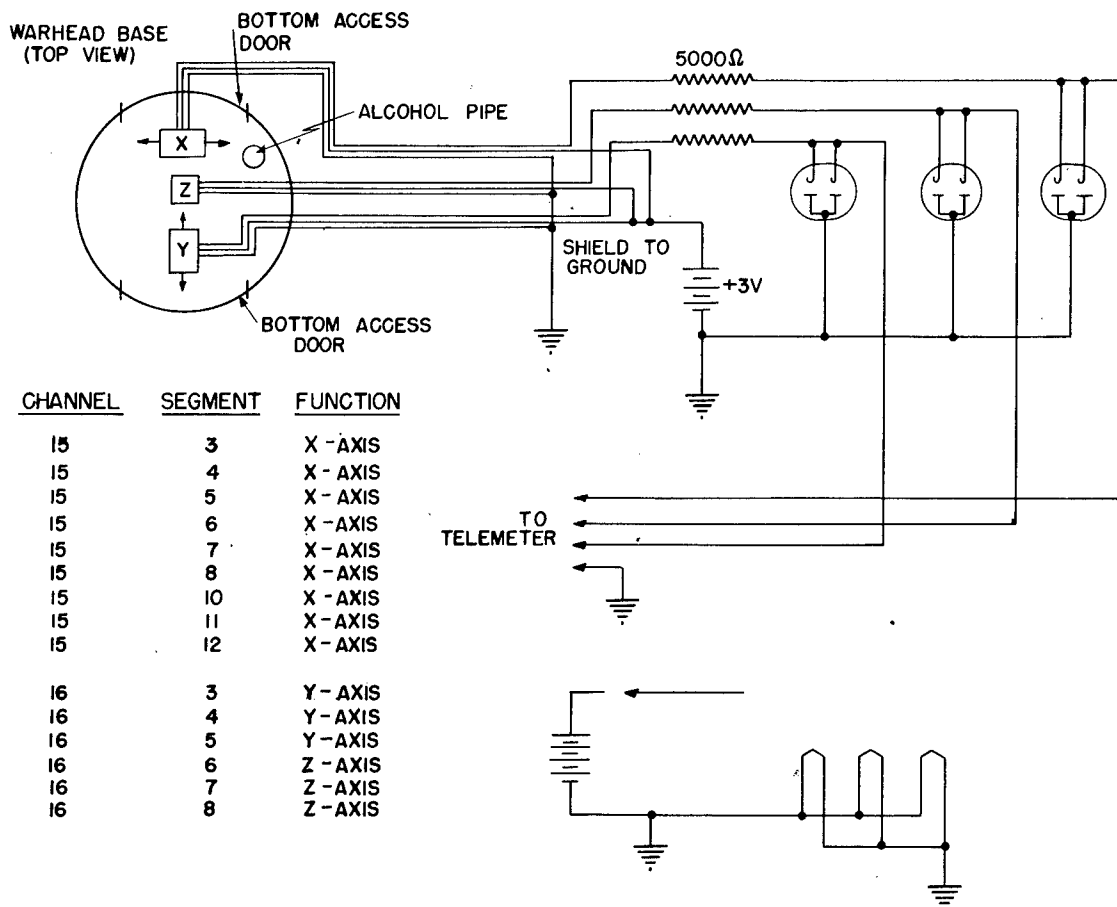 WARHEAD BASE
(TOP VIEW)
BOTTOM ACCESS
DOOR
ALCOHOL PIPE
X
Z
Y
BOTTOM ACCESS
DOOR
5000Ω
SHIELD TO
GROUND
+3V
CHANNEL SEGMENT FUNCTION
15 3 X-AXIS
15 4 X-AXIS
15 5 X-AXIS
15 6 X-AXIS
15 7 X-AXIS
15 8 X-AXIS
15 10 X-AXIS
15 11 X-AXIS
15 12 X-AXIS
16 3 Y-AXIS
16 4 Y-AXIS
16 5 Y-AXIS
16 6 Z-AXIS
16 7 Z-AXIS
16 8 Z-AXIS
TO
TELEMETER